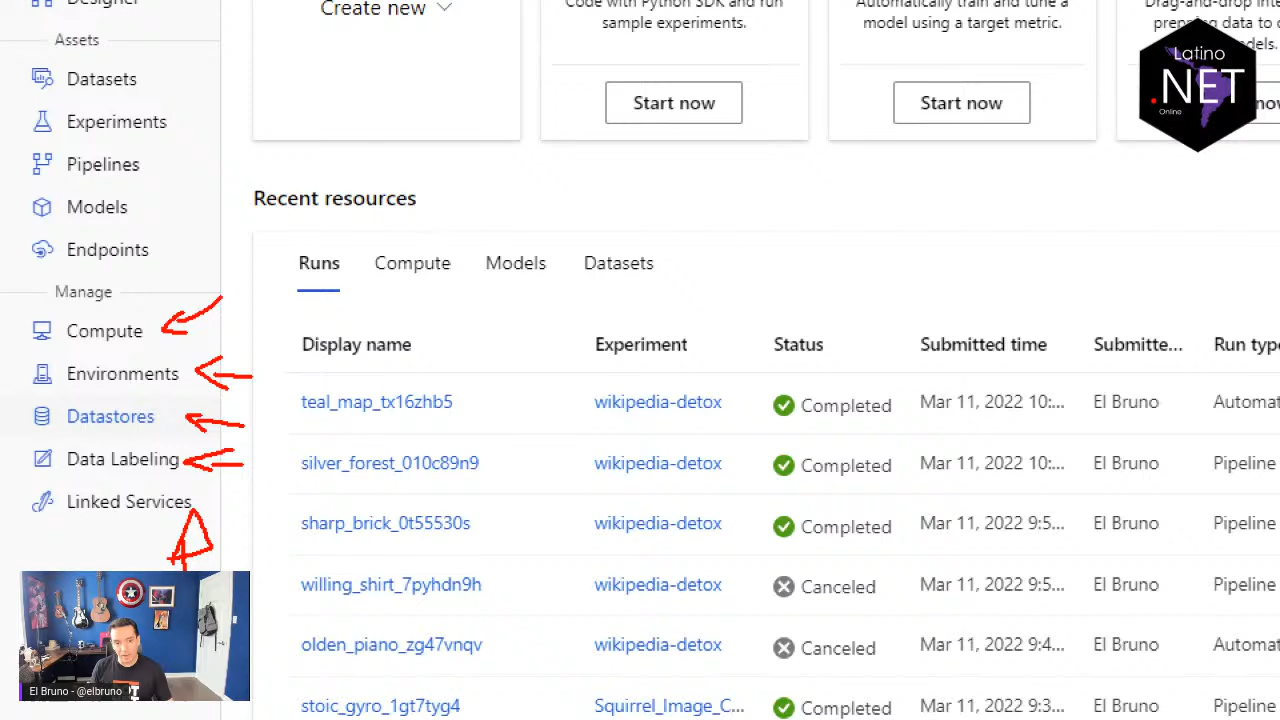 Designer
Assets
Datasets
Experiments
Pipelines
Models
Endpoints
Manage
Compute
Environments
Datastores
Data Labeling
Linked Services
El Bruno - @elbruno
Create new
Code with Python SDK and run
sample experiments.
Start now
Automatically train and tune a
model using a target metric.
Start now
Latino
.NET
Online
Recent resources
Runs Compute Models Datasets
Display name Experiment Status Submitted time Submitte... Run type
teal_map_tx16zhb5 wikipedia-detox Completed Mar 11, 2022 10:... El Bruno Automat
silver_forest_010c89n9 wikipedia-detox Completed Mar 11, 2022 10:... El Bruno Pipeline
sharp_brick_0t55530s wikipedia-detox Completed Mar 11, 2022 9:5... El Bruno Pipeline
willing_shirt_7pyhdn9h wikipedia-detox Canceled Mar 11, 2022 9:5... El Bruno Pipeline
olden_piano_zg47vnqv wikipedia-detox Canceled Mar 11, 2022 9:4... El Bruno Automat
stoic_gyro_1gt7tyg4 Squirrel_Image_C... Completed Mar 11, 2022 9:3... El Bruno Pipeline